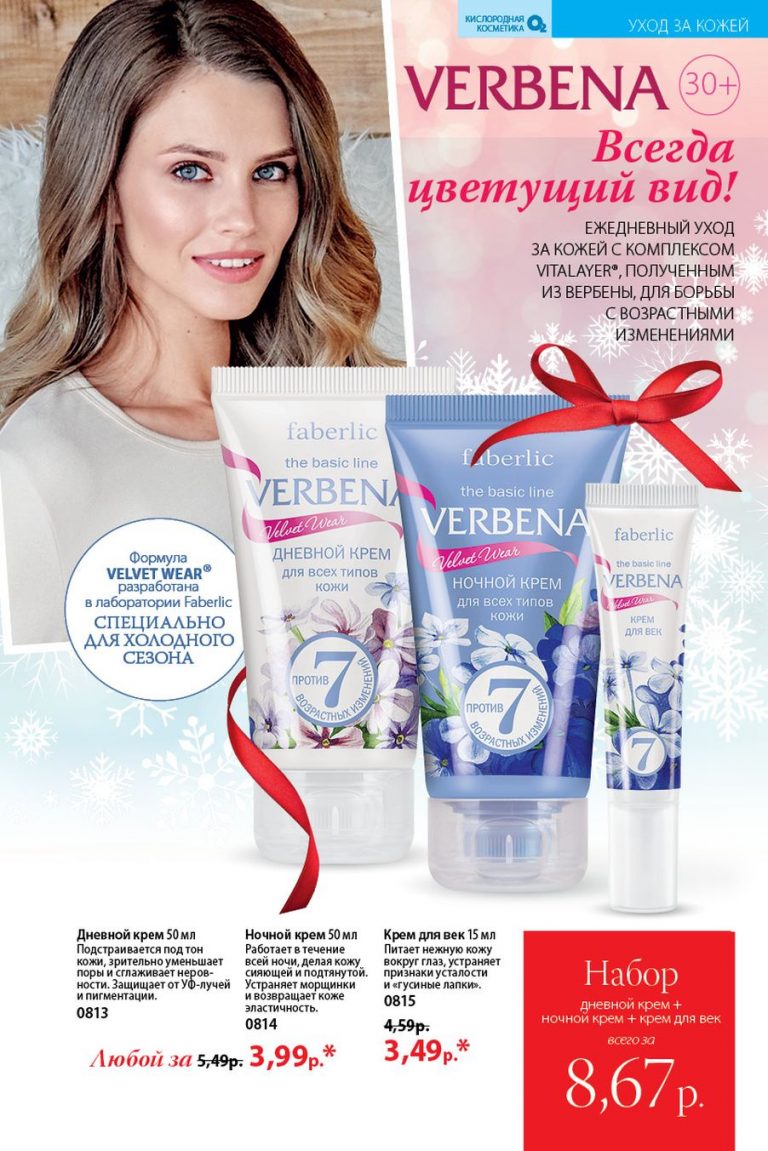 КИСЛОРОДНАЯ
КОСМЕТИКА O2
УХОД ЗА КОЖЕЙ
VERBENA 30+
Всегда
цветущий вид!
ЕЖЕДНЕВНЫЙ УХОД
ЗА КОЖЕЙ С КОМПЛЕКСОМ
VITALAYER®, ПОЛУЧЕННЫМ
ИЗ ВЕРБЕНЫ, ДЛЯ БОРЬБЫ
С ВОЗРАСТНЫМИ
ИЗМЕНЕНИЯМИ
faberlic
the basic line
VERBENA
Velvet Wear
ДНЕВНОЙ КРЕМ
для всех типов
кожи
ПРОТИВ 7
ВОЗРАСТНЫХ ИЗМЕНЕНИЙ
faberlic
the basic line
VERBENA
Velvet Wear
НОЧНОЙ КРЕМ
для всех типов
кожи
ПРОТИВ 7
ВОЗРАСТНЫХ ИЗМЕНЕНИЙ
faberlic
the basic line
VERBENA
Velvet Wear
КРЕМ
ДЛЯ ВЕК
7
Формула
VELVET WEAR®
разработана
в лаборатории Faberlic
СПЕЦИАЛЬНО
ДЛЯ ХОЛОДНОГО
СЕЗОНА
Дневной крем 50 мл
Подстраивается под тон
кожи, зрительно уменьшает
поры и сглаживает неров-
ности. Защищает от УФ-лучей
и пигментации.
0813
Ночной крем 50 мл
Работает в течение
всей ночи, делая кожу
сияющей и подтянутой.
Устраняет морщинки
и возвращает коже
эластичность.
0814
Любой за 5,49р. 3,99р.*
Крем для век 15 мл
Питает нежную кожу
вокруг глаз, устраняет
признаки усталости
и «гусиные лапки».
0815
4,59р.
3,49р.*
Набор
дневной крем +
ночной крем + крем для век
всего за
8,67 р.